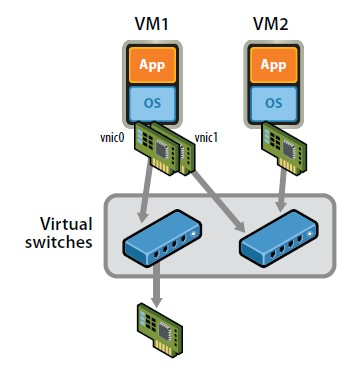 VM1
VM2
App
App
OS
OS
vnic0
vnic1
Virtual
switches